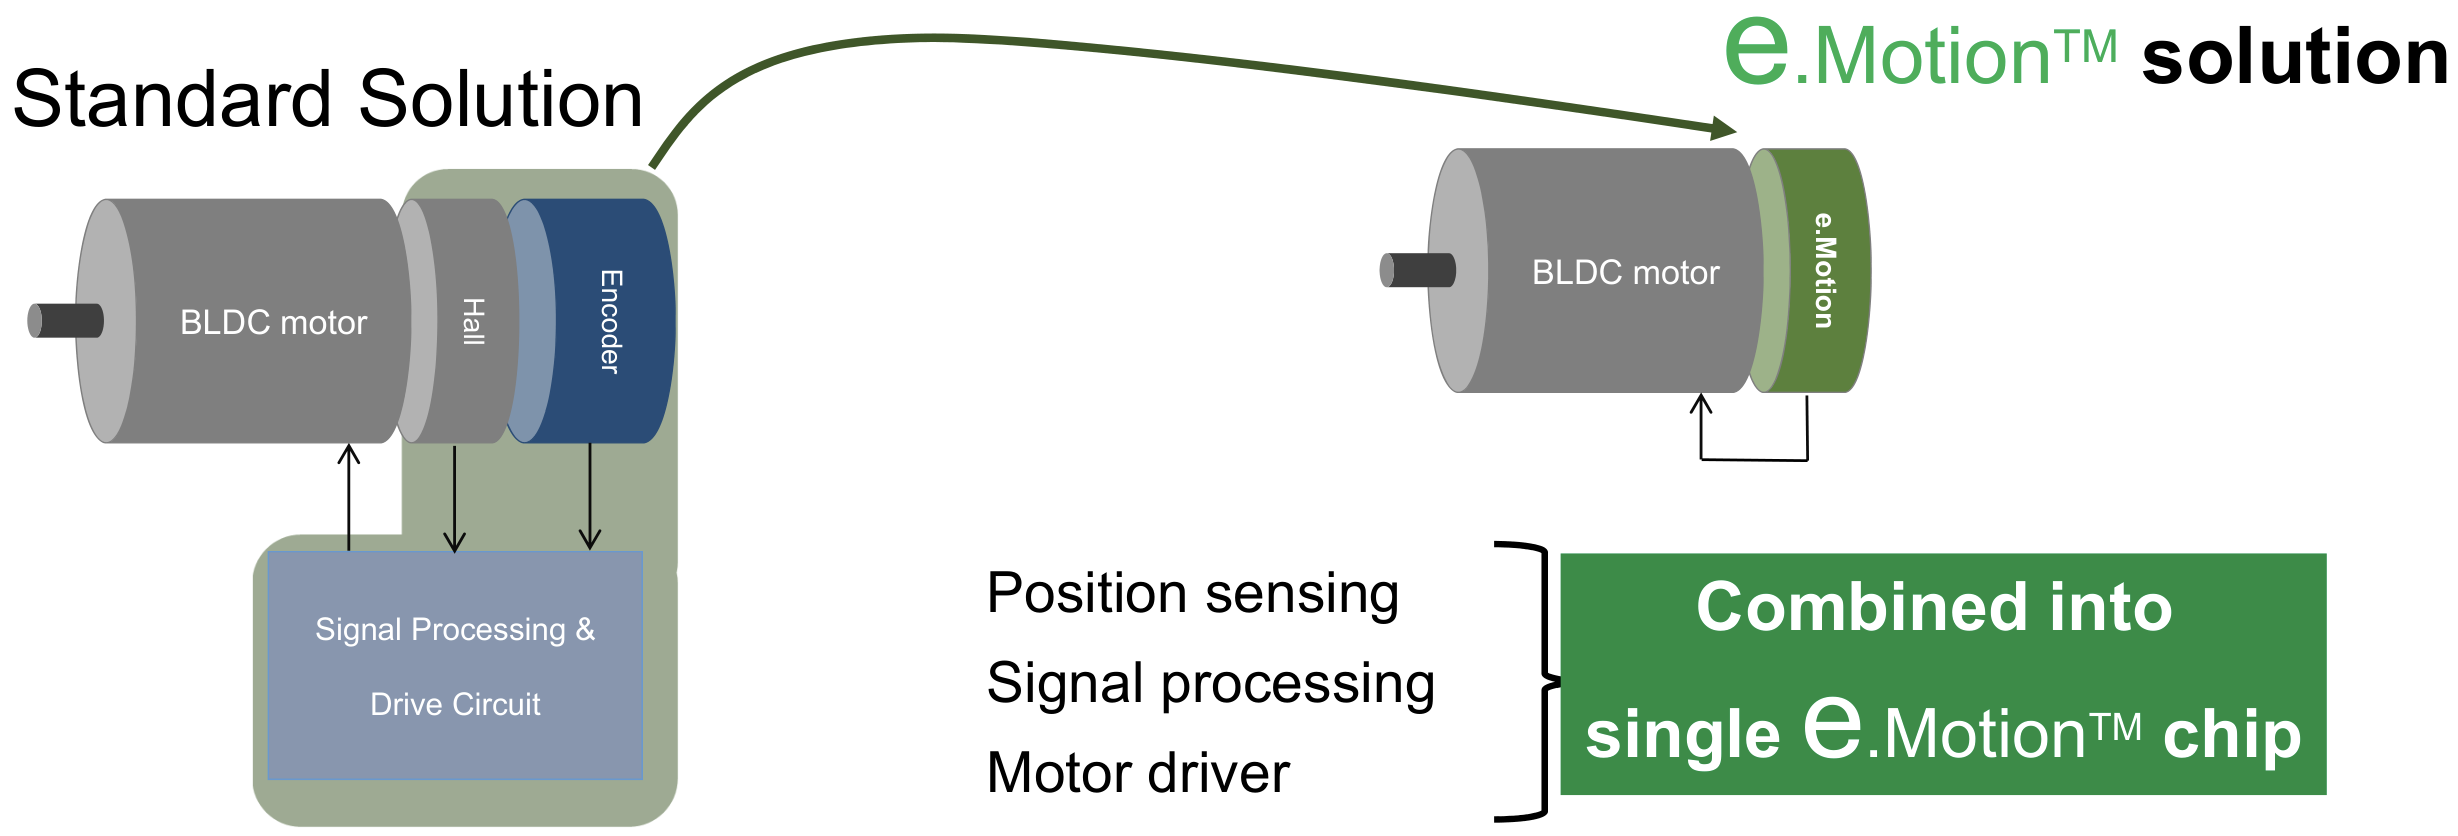 Standard Solution
e.Motion™ solution
BLDC motor
Hall
Encoder
Signal Processing &
Drive Circuit
BLDC motor
e.Motion
Position sensing
Signal processing
Motor driver
Combined into
single e.Motion™ chip